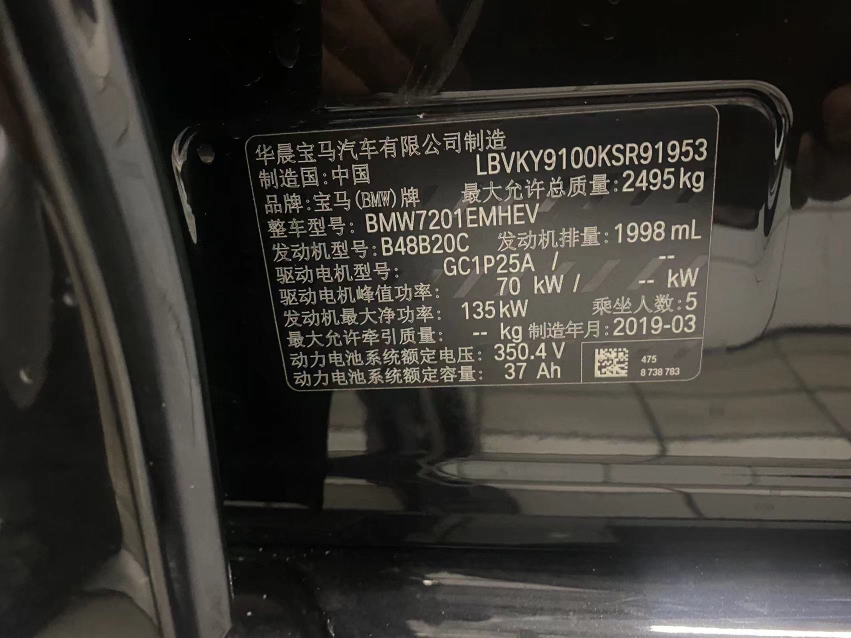 华晨宝马汽车有限公司制造
制造国:中国 LBVKY9100KSR91953
品牌:宝马(BMW)牌 最大允许总质量:2495kg
整车型号: BMW7201EMHEV
发动机型号: B48B20C 发动机排量:1998 mL
驱动电机型号: GC1P25A / --
驱动电机峰值功率: 70 kW / -- kW
发动机最大净功率: 135kW 乘坐人数:5
最大允许牵引质量: -- kg 制造年月:2019-03
动力电池系统额定电压: 350.4 V
动力电池系统额定容量: 37 Ah
475
8 738 783